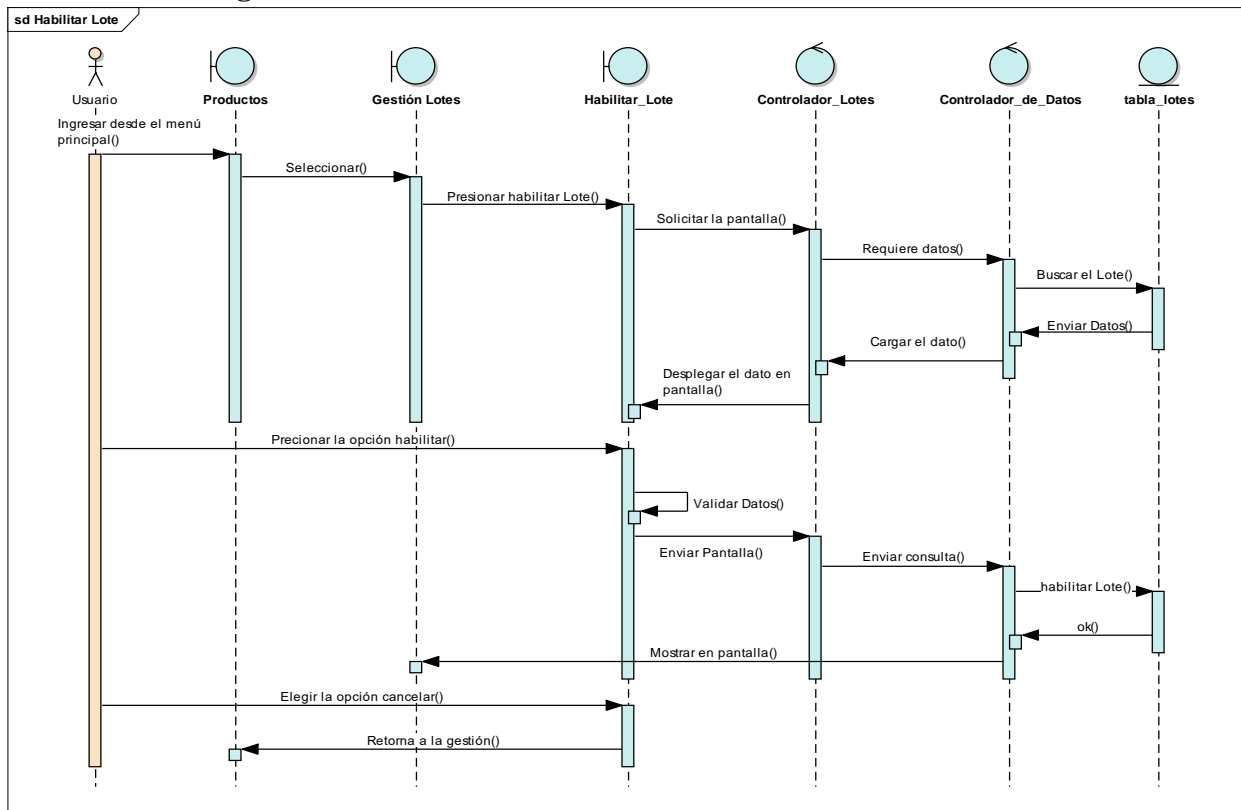 sd Habilitar Lote
Usuario
Productos
Gestión Lotes
Habilitar_Lote
Controlador_Lotes
Controlador_de_Datos
tabla_lotes
Ingresar desde el menú
principal()
Seleccionar()
Presionar habilitar Lote()
Solicitar la pantalla()
Requiere datos()
Buscar el Lote()
Enviar Datos()
Cargar el dato()
Desplegar el dato en
pantalla()
Precionar la opción habilitar()
Validar Datos()
Enviar Pantalla()
Enviar consulta()
habilitar Lote()
ok()
Mostrar en pantalla()
Elegir la opción cancelar()
Retorna a la gestión()